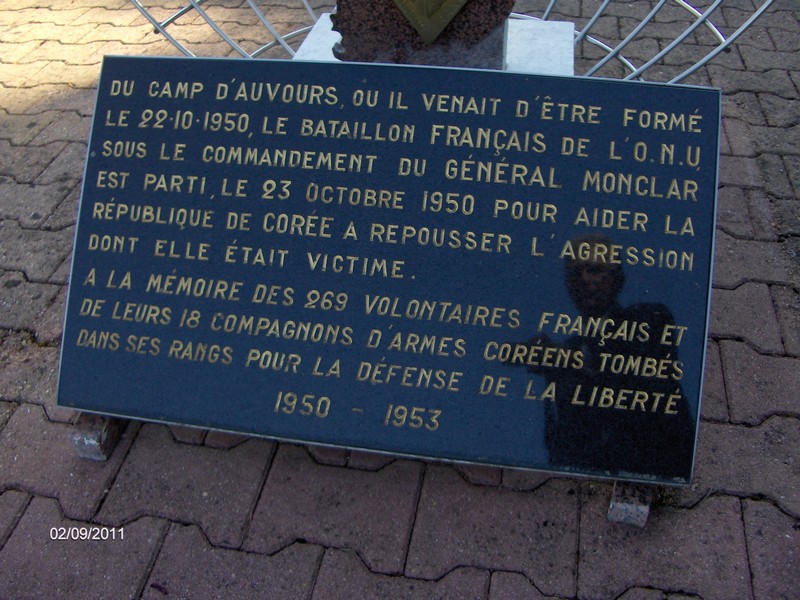 DU CAMP D'AUVOURS, OU IL VENAIT D'ÊTRE FORMÉ
LE 22-10-1950, LE BATAILLON FRANÇAIS DE L'O.N.U,
SOUS LE COMMANDEMENT DU GÉNÉRAL MONCLAR
EST PARTI, LE 23 OCTOBRE 1950 POUR AIDER LA
RÉPUBLIQUE DE CORÉE A REPOUSSER L'AGRESSION
DONT ELLE ÉTAIT VICTIME.
A LA MÉMOIRE DES 269 VOLONTAIRES FRANÇAIS ET
DE LEURS 18 COMPAGNONS D'ARMES CORÉENS TOMBÉS
DANS SES RANGS POUR LA DÉFENSE DE LA LIBERTÉ
1950 - 1953
02/09/2011